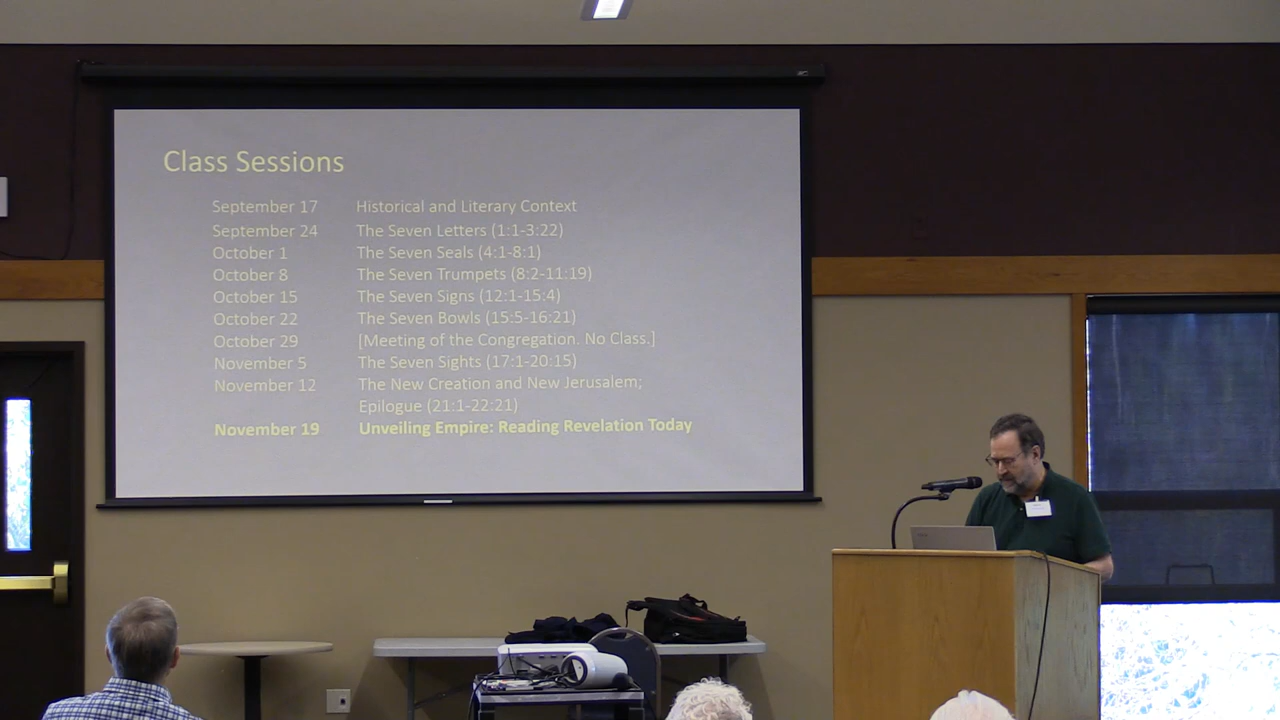 Class Sessions
September 17 Historical and Literary Context
September 24 The Seven Letters (1:1-3:22)
October 1 The Seven Seals (4:1-8:1)
October 8 The Seven Trumpets (8:2-11:19)
October 15 The Seven Signs (12:1-15:4)
October 22 The Seven Bowls (15:5-16:21)
October 29 [Meeting of the Congregation. No Class.]
November 5 The Seven Sights (17:1-20:15)
November 12 The New Creation and New Jerusalem;
Epilogue (21:1-22:21)
November 19 Unveiling Empire: Reading Revelation Today